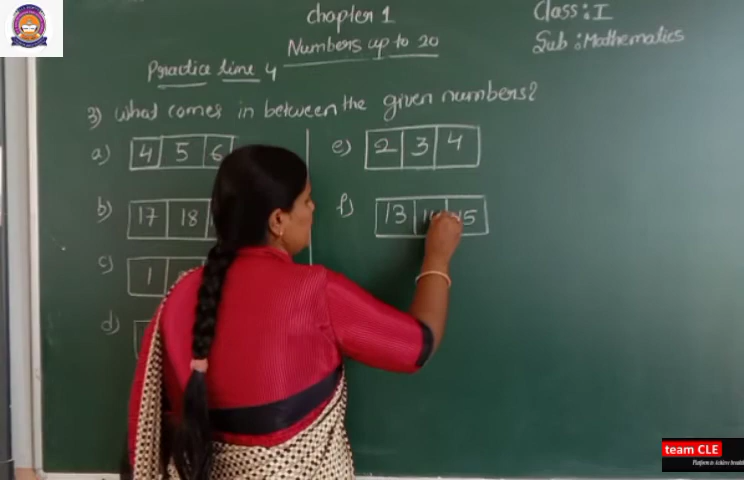 Chapter 1
Class : I
Numbers up to 20
Sub : Mathematics
Practice time 4
3) What comes in between the given numbers?
a) 4 5 6
e) 2 3 4
b) 17 18
f) 13 14 15
c) 1
d)
team CLE